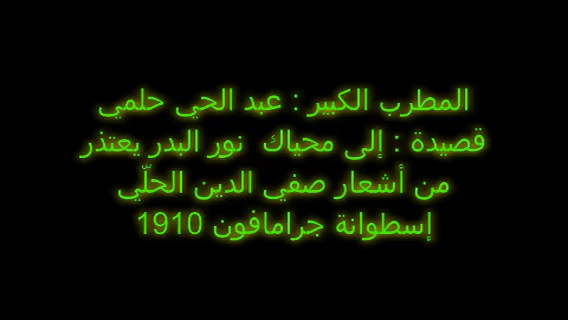 المطرب الكبير : عبد الحي حلمي
قصيدة : إلى محياك نور البدر يعتذر
من أشعار صفي الدين الحلّي
إسطوانة جرامافون 1910